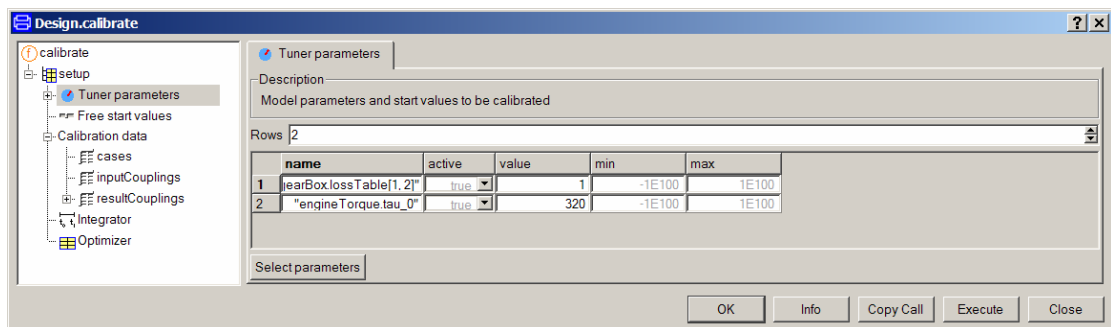 Design.calibrate
calibrate
setup
Tuner parameters
Free start values
Calibration data
cases
inputCouplings
resultCouplings
Integrator
Optimizer
Tuner parameters
Description
Model parameters and start values to be calibrated
Rows 2
name active value min max
1 gearBox.lossTable[1, 2]" true 1 -1E100 1E100
2 "engineTorque.tau_0" true 320 -1E100 1E100
Select parameters
OK Info Copy Call Execute Close